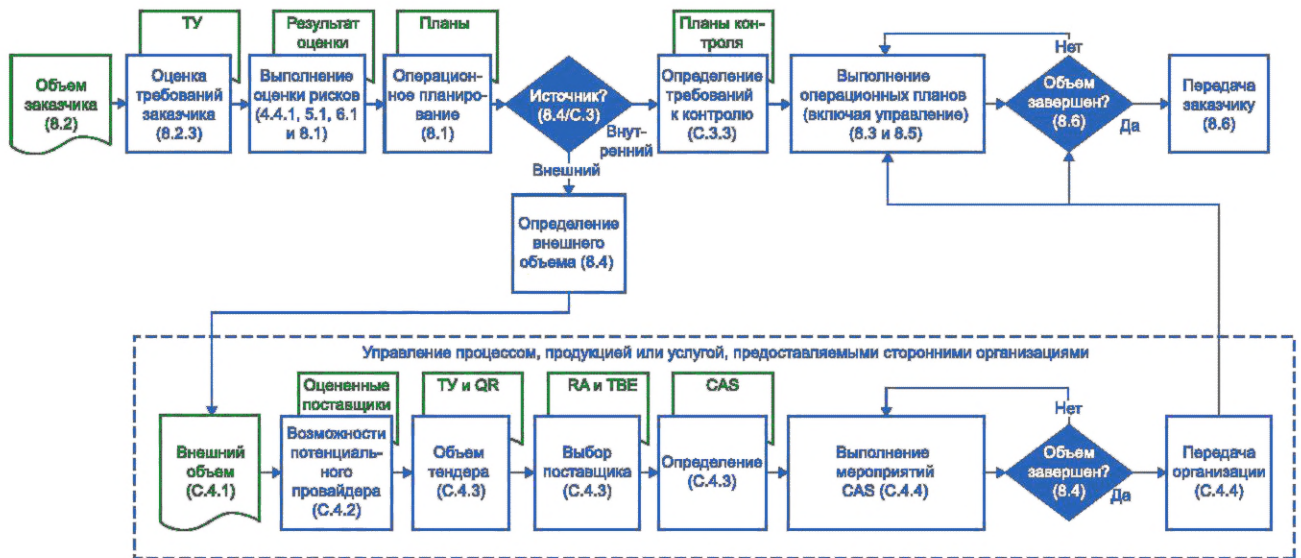 ТУ
Результат
оценки
Планы
Планы кон-
троля
Объем
заказчика
(8.2)
Оценка
требований
заказчика
(8.2.3)
Выполнение
оценки рисков
(4.4.1, 5.1, 6.1
и 8.1)
Операцион-
ное планиро-
вание
(8.1)
Источник?
(8.4/С.3)
Внут-
ренний
Внешний
Определение
требований
к контролю
(С.3.3)
Выполнение
операционных планов
(включая управление)
(8.3 и 8.5)
Нет
Объем
завершен?
(8.6)
Да
Передача
заказчику
(8.6)
Определение
внешнего
объема (8.4)
Управление процессом, продукцией или услугой, предоставляемыми сторонними организациями
Оцененные
поставщики
ТУ и QR
RA и TBE
CAS
Внешний
объем
(С.4.1)
Возможности
потенциаль-
ного
провайдера
(С.4.2)
Объем
тендера
(С.4.3)
Выбор
поставщика
(С.4.3)
Определение
(С.4.3)
Выполнение
мероприятий
CAS (С.4.4)
Нет
Объем
завершен?
(8.4)
Да
Передача
организации
(С.4.4)